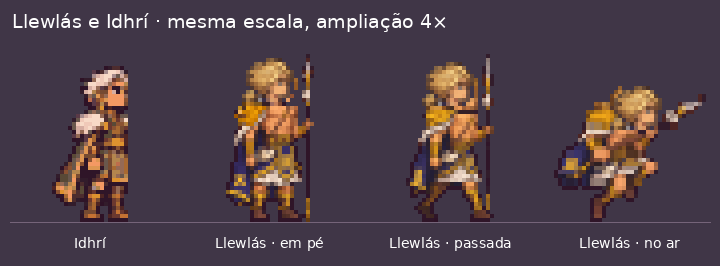 Llewlás e Idhrí · mesma escala, ampliação 4×
Idhrí
Llewlás · em pé
Llewlás · passada
Llewlás · no ar